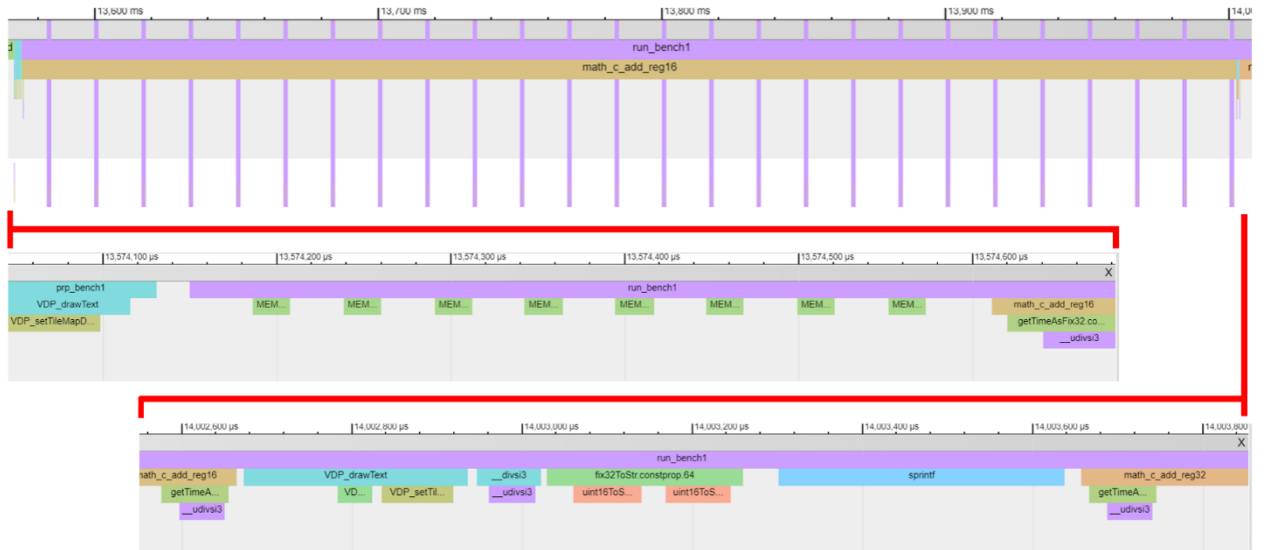 13,600 ms 13,700 ms 13,800 ms 13,900 ms 14,0
d run_bench1
math_c_add_reg16 r
13,574,100 µs 13,574,200 µs 13,574,300 µs 13,574,400 µs 13,574,500 µs 13,574,600 µs
X
prp_bench1 run_bench1
VDP_drawText MEM... MEM... MEM... MEM... MEM... MEM... MEM... MEM... math_c_add_reg16
VDP_setTileMapD... getTimeAsFix32.co...
__udivsi3
14,002,600 µs 14,002,800 µs 14,003,000 µs 14,003,200 µs 14,003,400 µs 14,003,600 µs 14,003,800
X
run_bench1
math_c_add_reg16 VDP_drawText __divsi3 fix32ToStr.constprop.64 sprintf math_c_add_reg32
getTimeA... VD... VDP_setTil... __udivsi3 uint16ToS... uint16ToS... getTimeA...
__udivsi3 __udivsi3